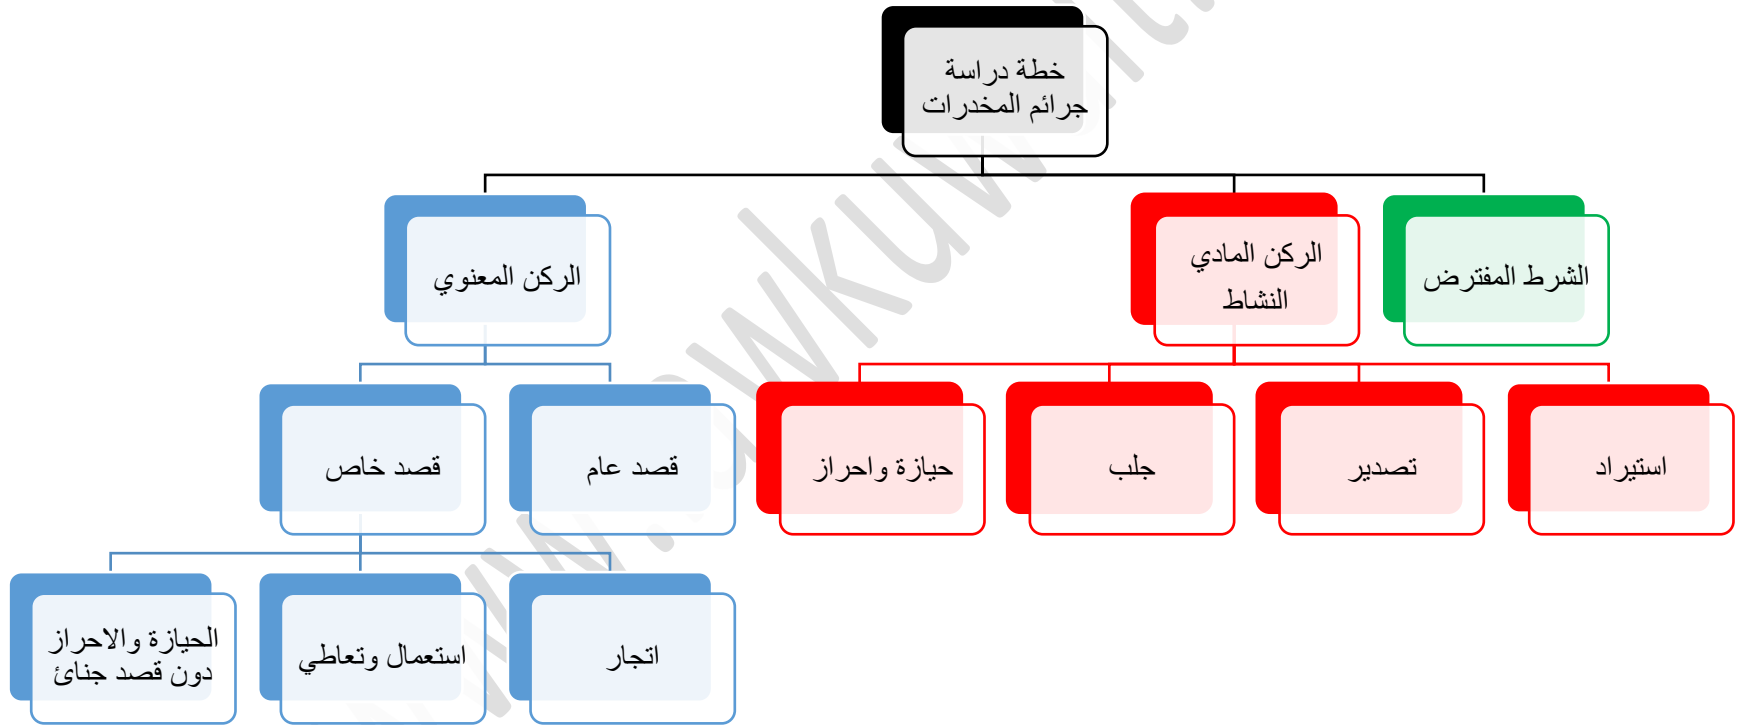 خطة دراسة
جرائم المخدرات
الشرط المفترض
الركن المادي
النشاط
الركن المعنوي
استيراد
تصدير
جلب
حيازة واحراز
قصد عام
قصد خاص
اتجار
استعمال وتعاطي
الحيازة والاحراز
دون قصد جنائ